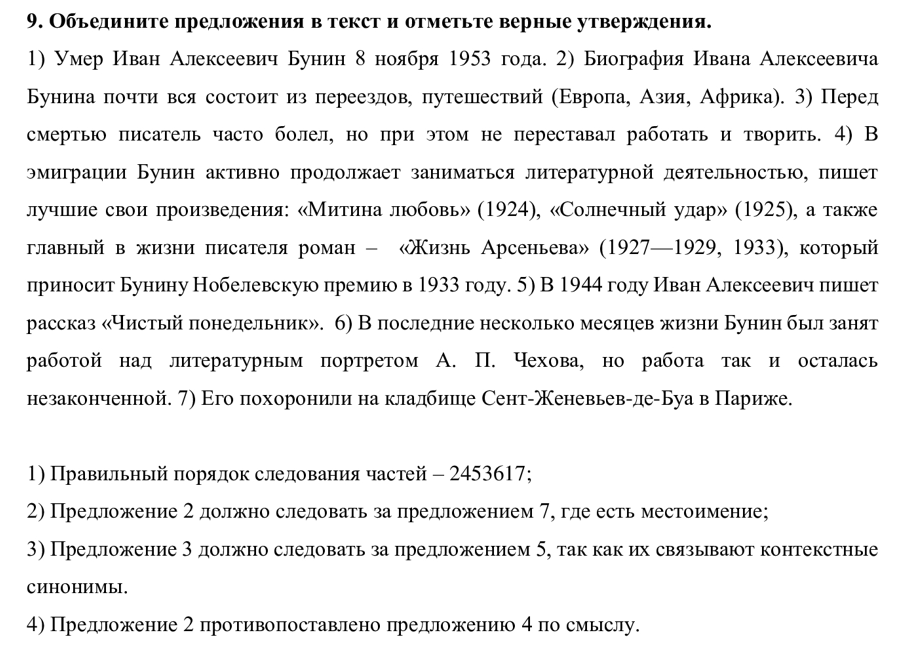 9. Объедините предложения в текст и отметьте верные утверждения.
1) Умер Иван Алексеевич Бунин 8 ноября 1953 года. 2) Биография Ивана Алексеевича
Бунина почти вся состоит из переездов, путешествий (Европа, Азия, Африка). 3) Перед
смертью писатель часто болел, но при этом не переставал работать и творить. 4) В
эмиграции Бунин активно продолжает заниматься литературной деятельностью, пишет
лучшие свои произведения: «Митина любовь» (1924), «Солнечный удар» (1925), а также
главный в жизни писателя роман – «Жизнь Арсеньева» (1927—1929, 1933), который
приносит Бунину Нобелевскую премию в 1933 году. 5) В 1944 году Иван Алексеевич пишет
рассказ «Чистый понедельник». 6) В последние несколько месяцев жизни Бунин был занят
работой над литературным портретом А. П. Чехова, но работа так и осталась
незаконченной. 7) Его похоронили на кладбище Сент-Женевьев-де-Буа в Париже.
1) Правильный порядок следования частей – 2453617;
2) Предложение 2 должно следовать за предложением 7, где есть местоимение;
3) Предложение 3 должно следовать за предложением 5, так как их связывают контекстные
синонимы.
4) Предложение 2 противопоставлено предложению 4 по смыслу.